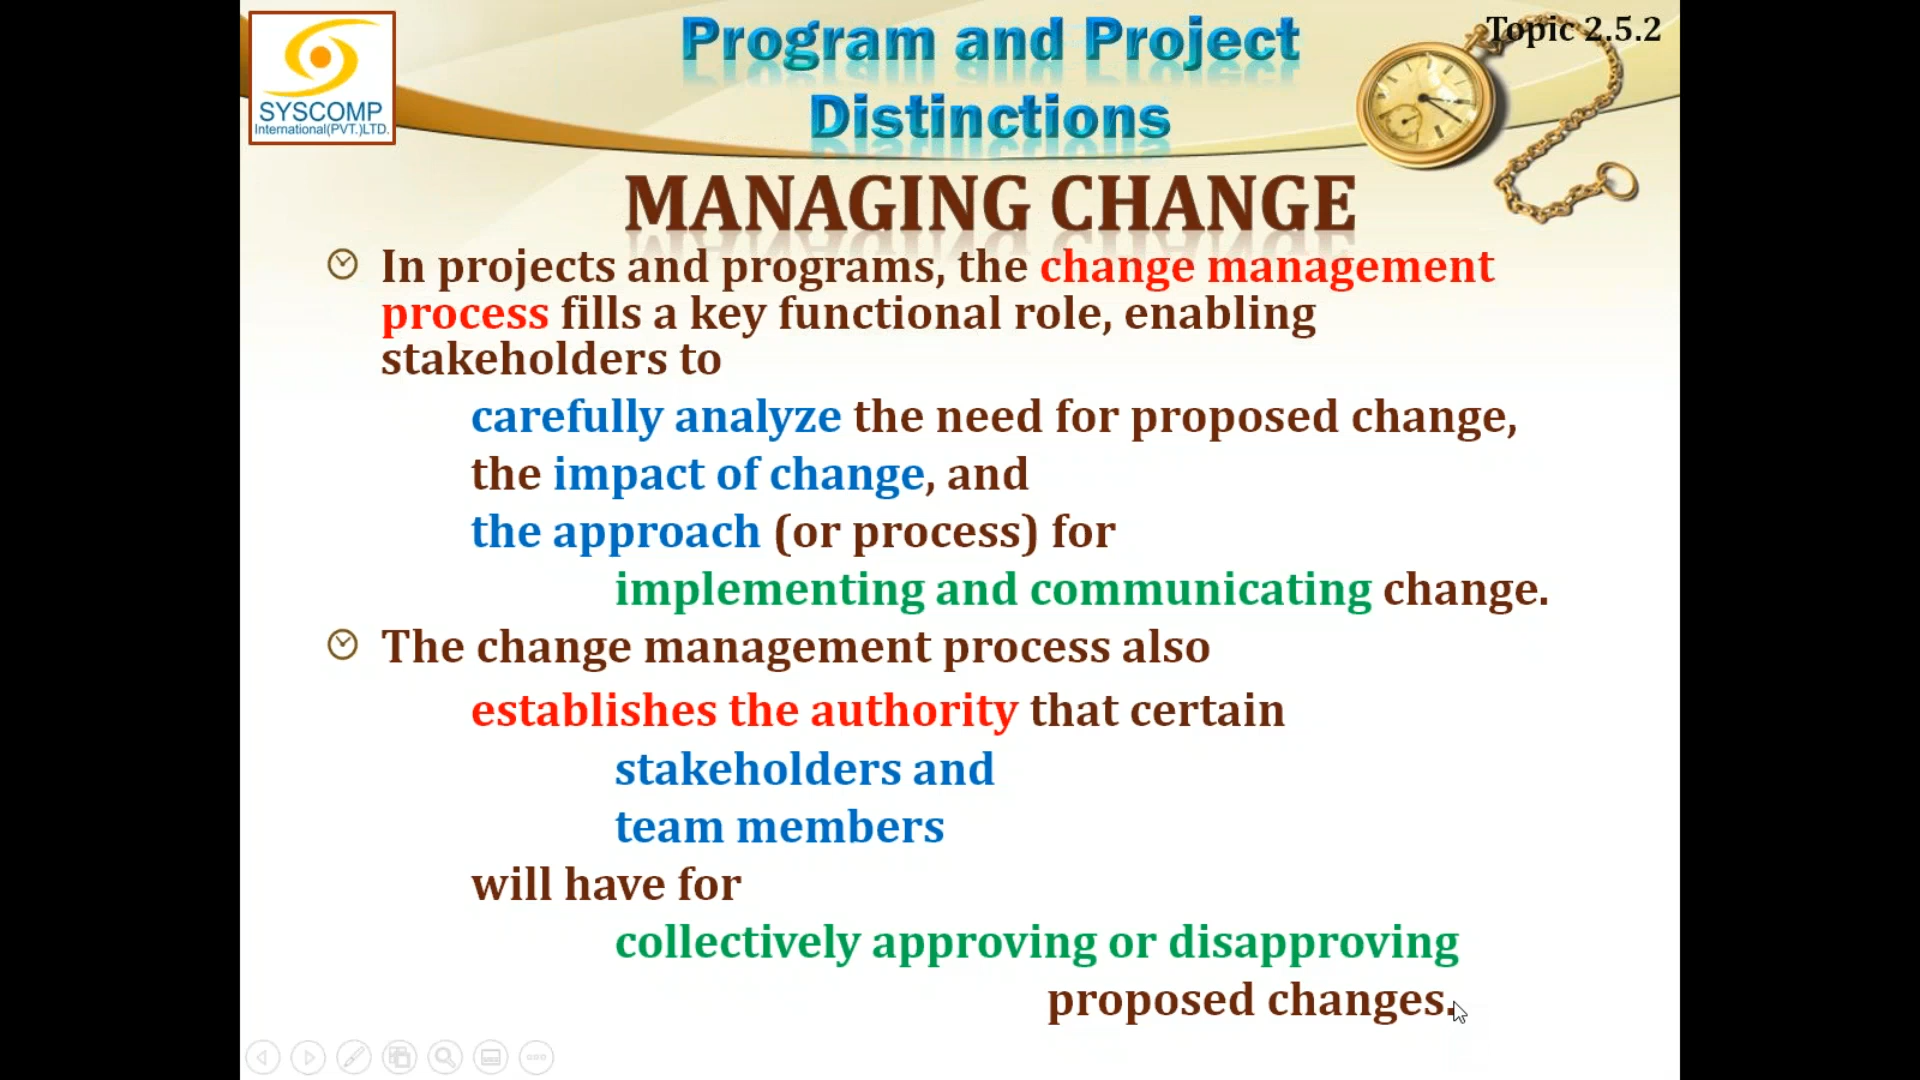 Topic 2.5.2
Program and Project
Distinctions
SYSCOMP
International(PVT.)LTD.
MANAGING CHANGE
In projects and programs, the change management
process fills a key functional role, enabling
stakeholders to
carefully analyze the need for proposed change,
the impact of change, and
the approach (or process) for
implementing and communicating change.
The change management process also
establishes the authority that certain
stakeholders and
team members
will have for
collectively approving or disapproving
proposed changes.